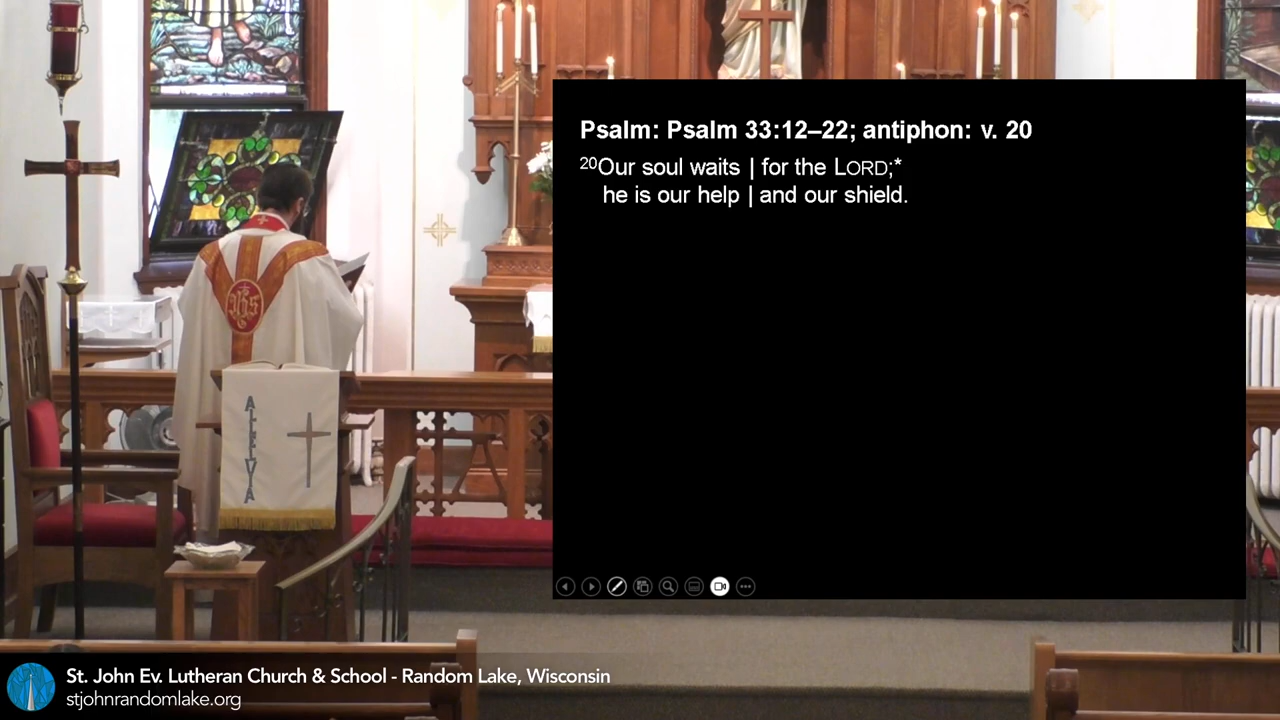 Psalm: Psalm 33:12–22; antiphon: v. 20
20Our soul waits | for the LORD;*
he is our help | and our shield.
IHS
ALLELUIA
St. John Ev. Lutheran Church & School - Random Lake, Wisconsin
stjohnrandomlake.org